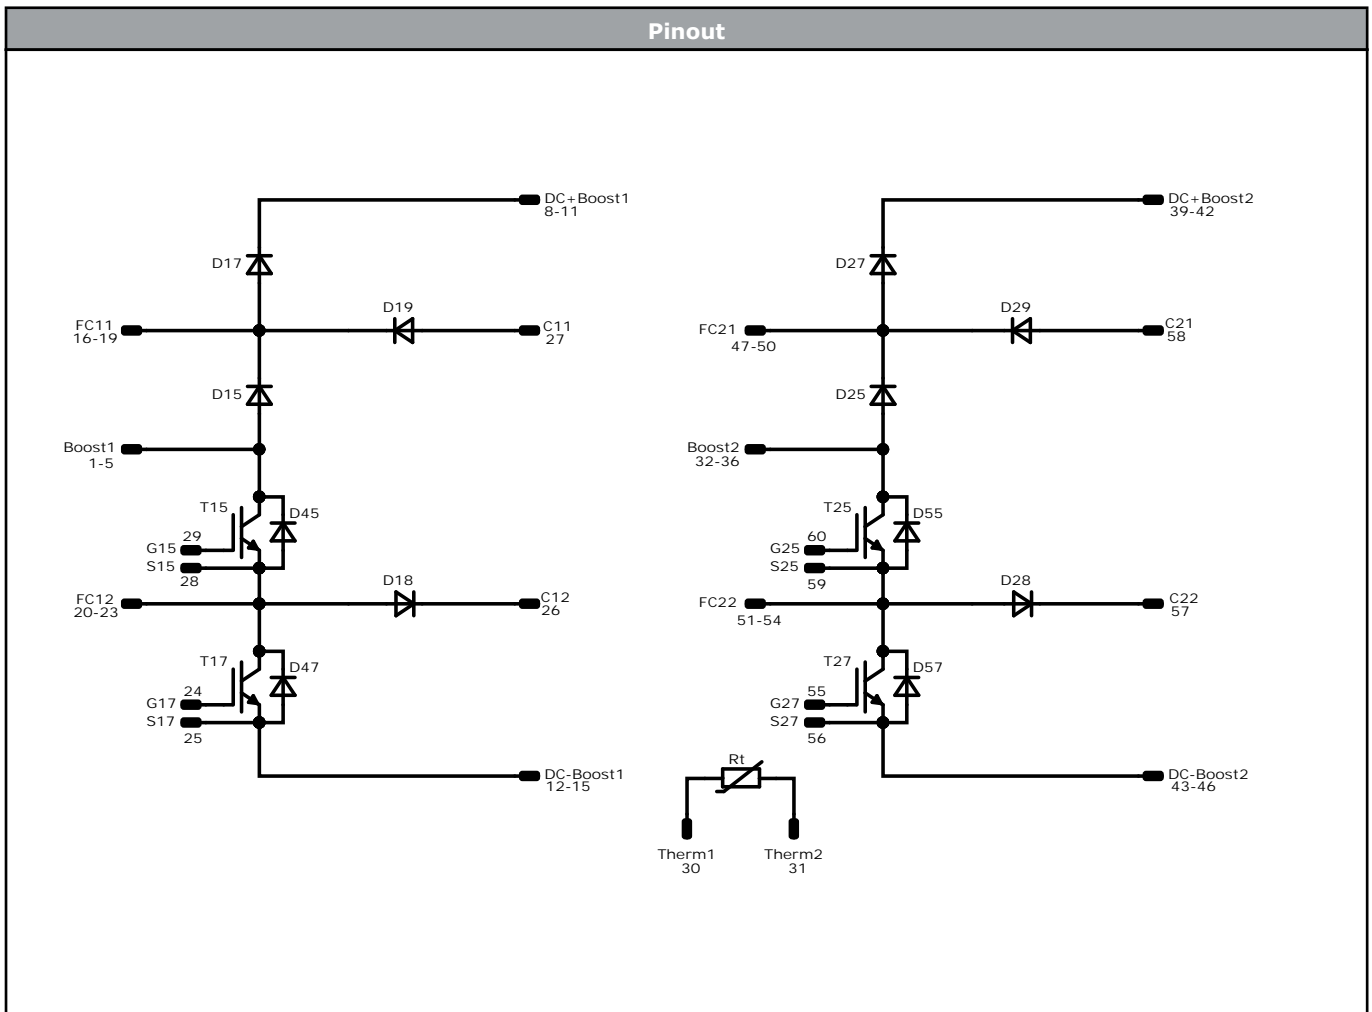 Pinout
DC+Boost1
8-11
D17
D19
FC11
16-19
C11
27
D15
Boost1
1-5
T15
D45
29
G15
S15
28
D18
FC12
20-23
C12
26
T17
D47
24
G17
S17
25
DC-Boost1
12-15
DC+Boost2
39-42
D27
D29
FC21
47-50
C21
58
D25
Boost2
32-36
T25
D55
60
G25
S25
59
D28
FC22
51-54
C22
57
T27
D57
55
G27
S27
56
DC-Boost2
43-46
Rt
Therm1
30
Therm2
31